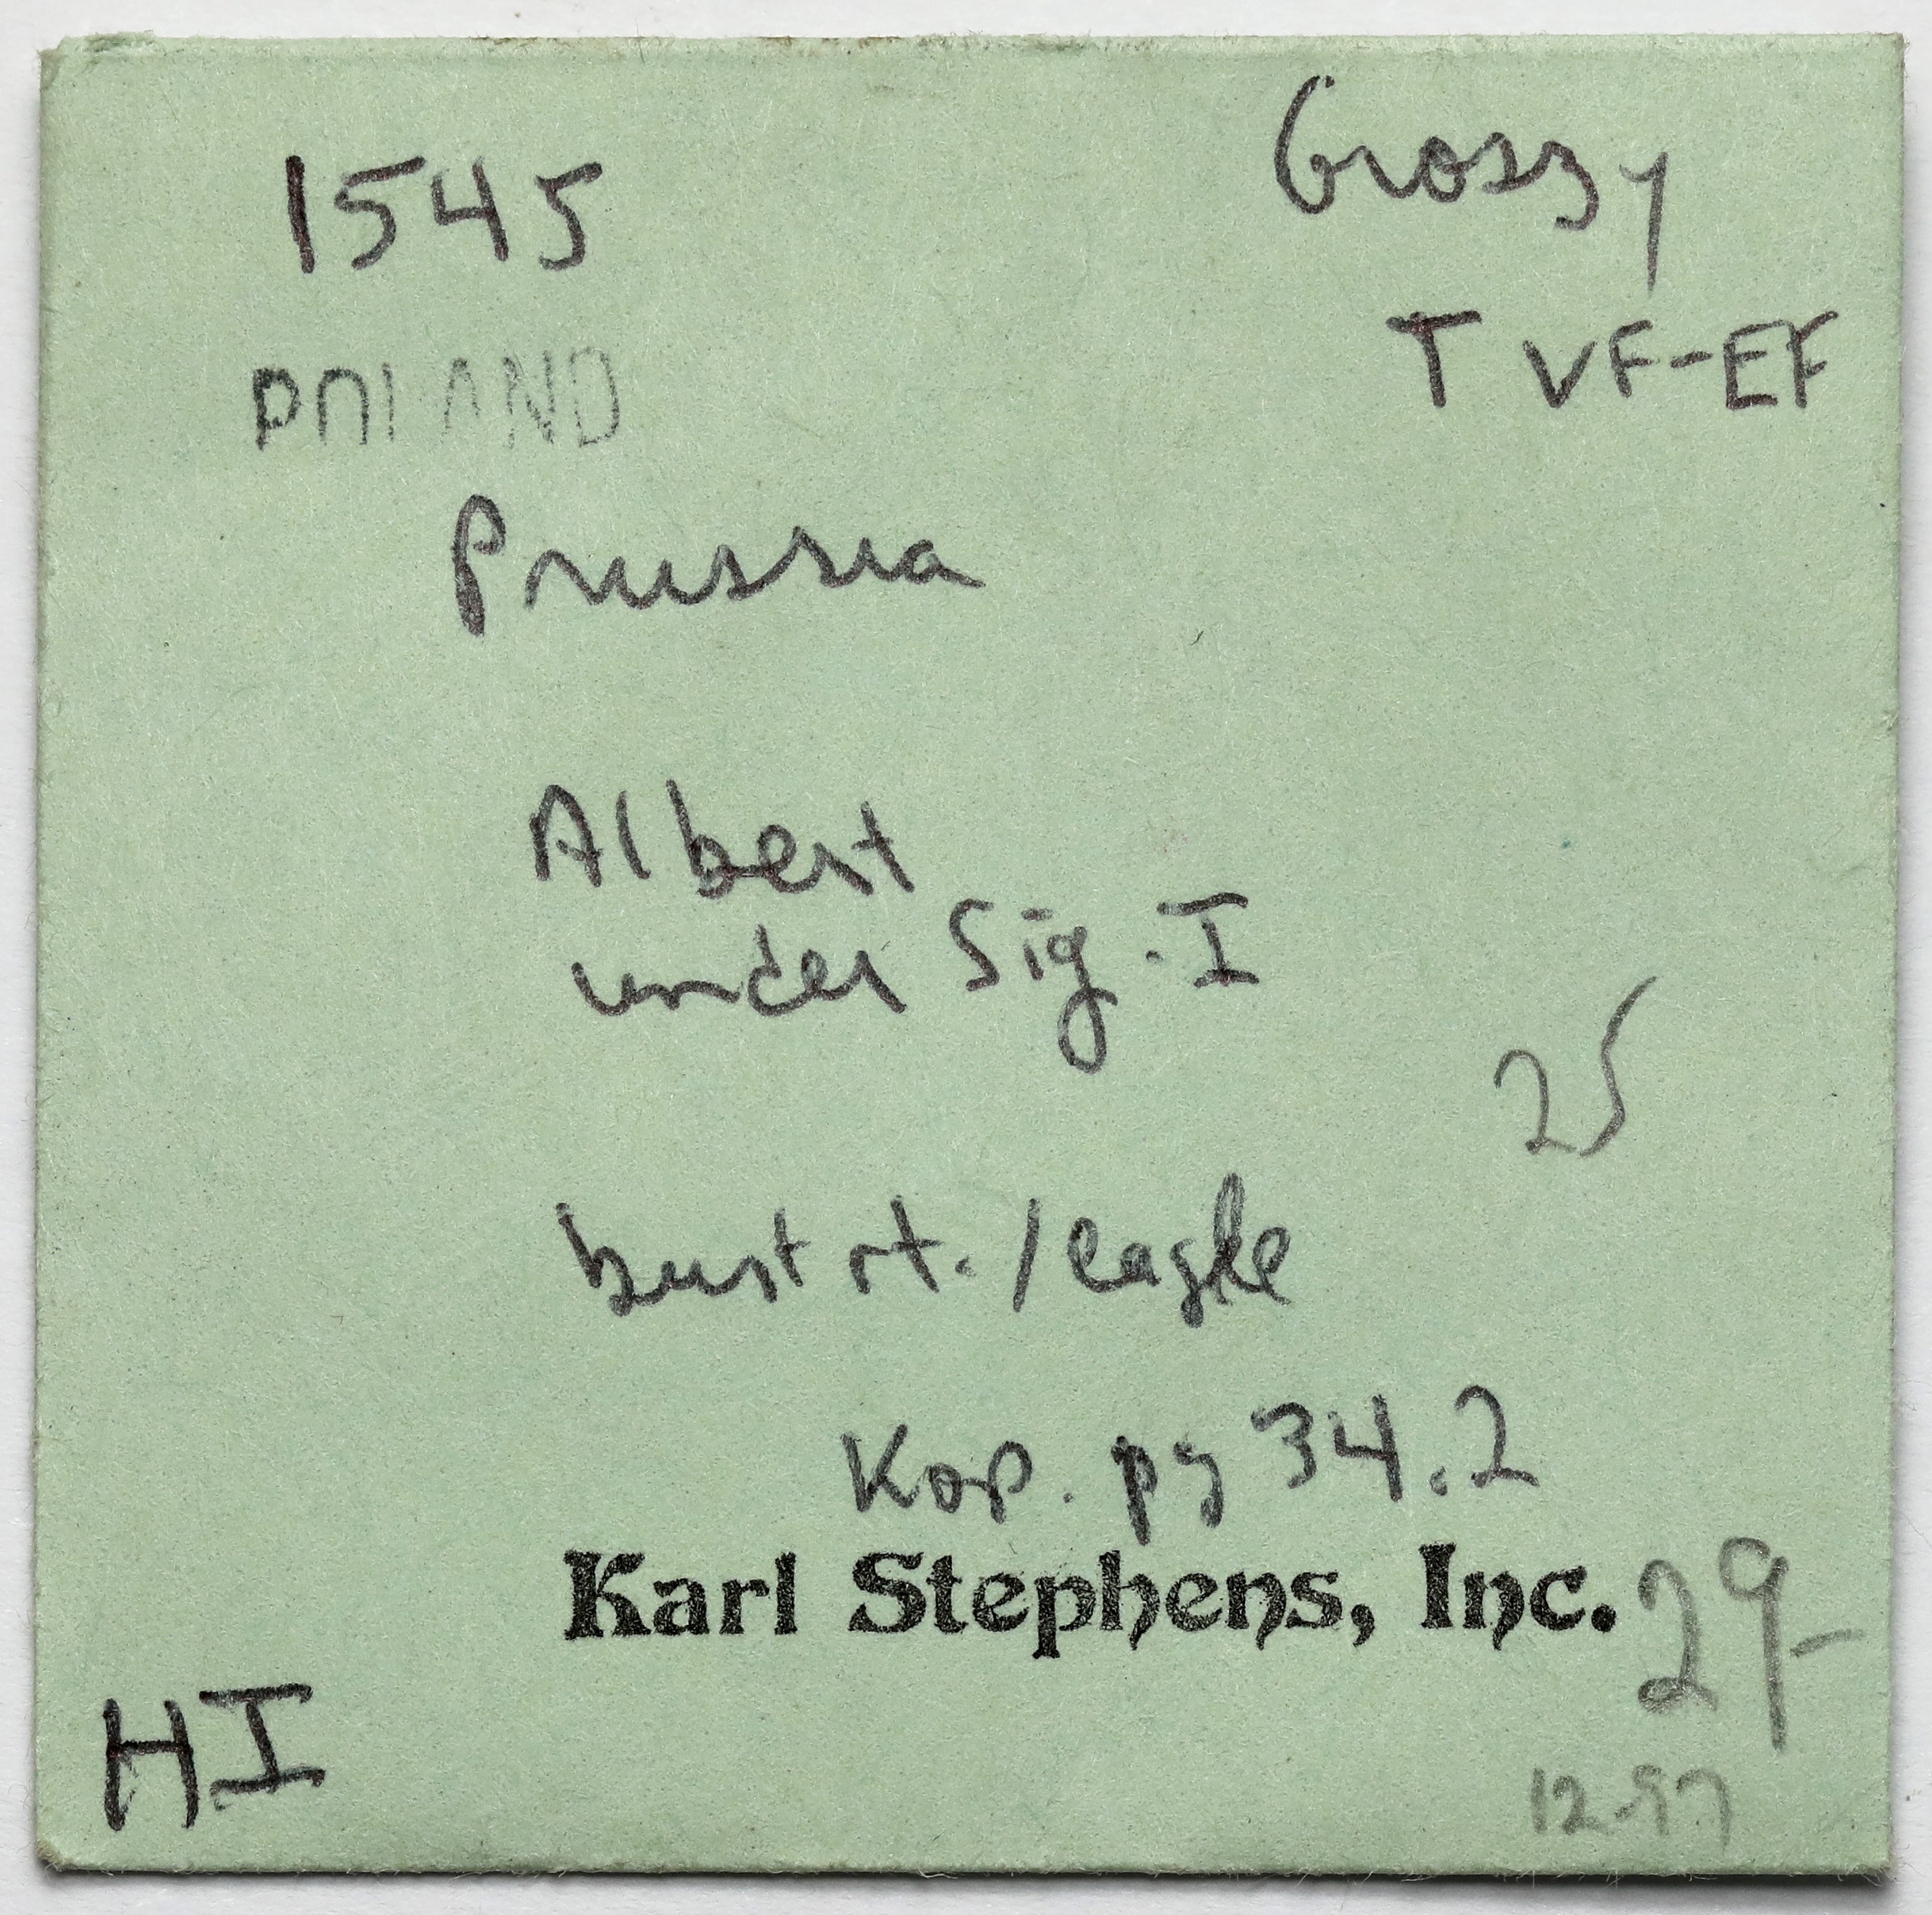 1545
Groszy
T VF-EF
POLAND
Prussia
Albert
under Sig. I
25
bust rt. / eagle
Kop. pg 34.2
Karl Stephens, Inc.
29-
HI
12-97